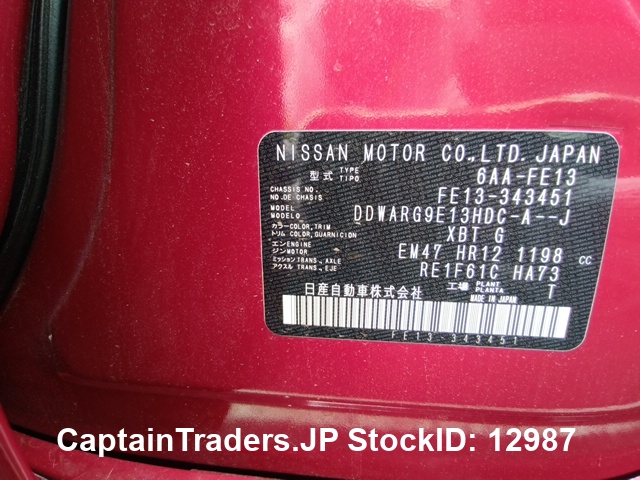 NISSAN MOTOR CO.,LTD. JAPAN
型式 TYPE TIPO 6AA-FE13
CHASSIS NO. NO.DE CHASSIS FE13-343451
MODEL MODELO DDWARG9E13HDC-A--J
カラー COLOR,TRIM トリム COLOR, GUARNICION XBT G
エンジン ENGINE MOTOR EM47 HR12 1198 cc
ミッション TRANS., AXLE アクスル TRANS., EJE RE1F61C HA73
日産自動車株式会社 工場 PLANT PLANTA T
MADE IN JAPAN
FE13-343451
CaptainTraders.JP StockID: 12987